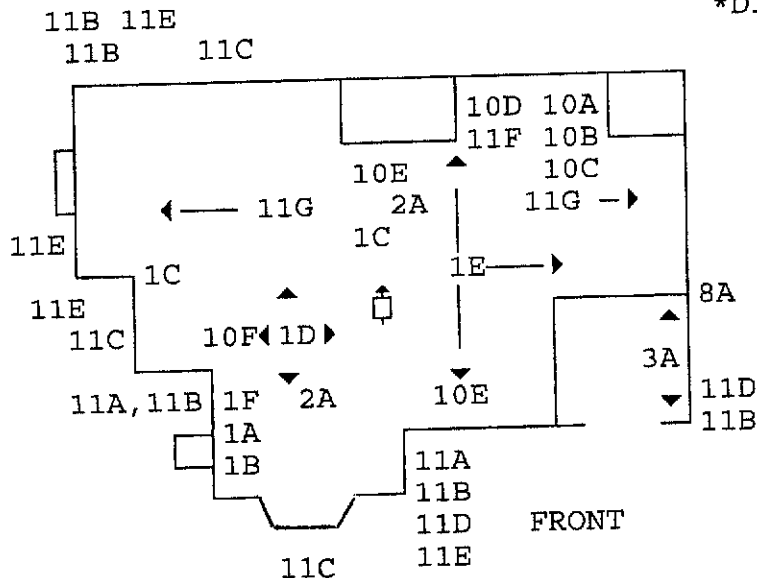 *D
11B 11E
11B 11C
10D 10A
11F 10B
10E 10C
2A
11G 11G
1C
11E
1E
1C
11E
8A
11C
10F 1D
3A
11A,11B 1F 2A 10E 11D
1A 11B
1B 11A
11B
11D FRONT
11E
11C